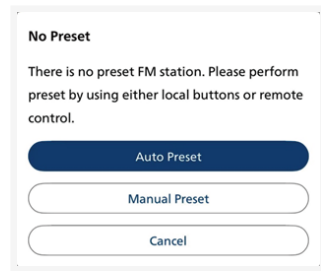 No Preset
There is no preset FM station. Please perform
preset by using either local buttons or remote
control.
Auto Preset
Manual Preset
Cancel